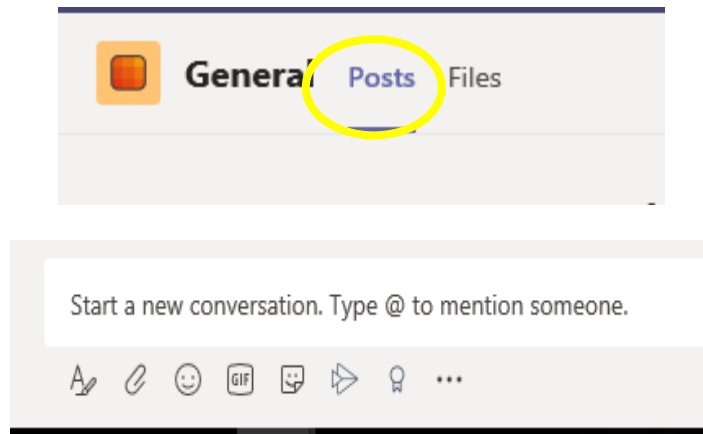 General Posts Files
Start a new conversation. Type @ to mention someone.
GIF